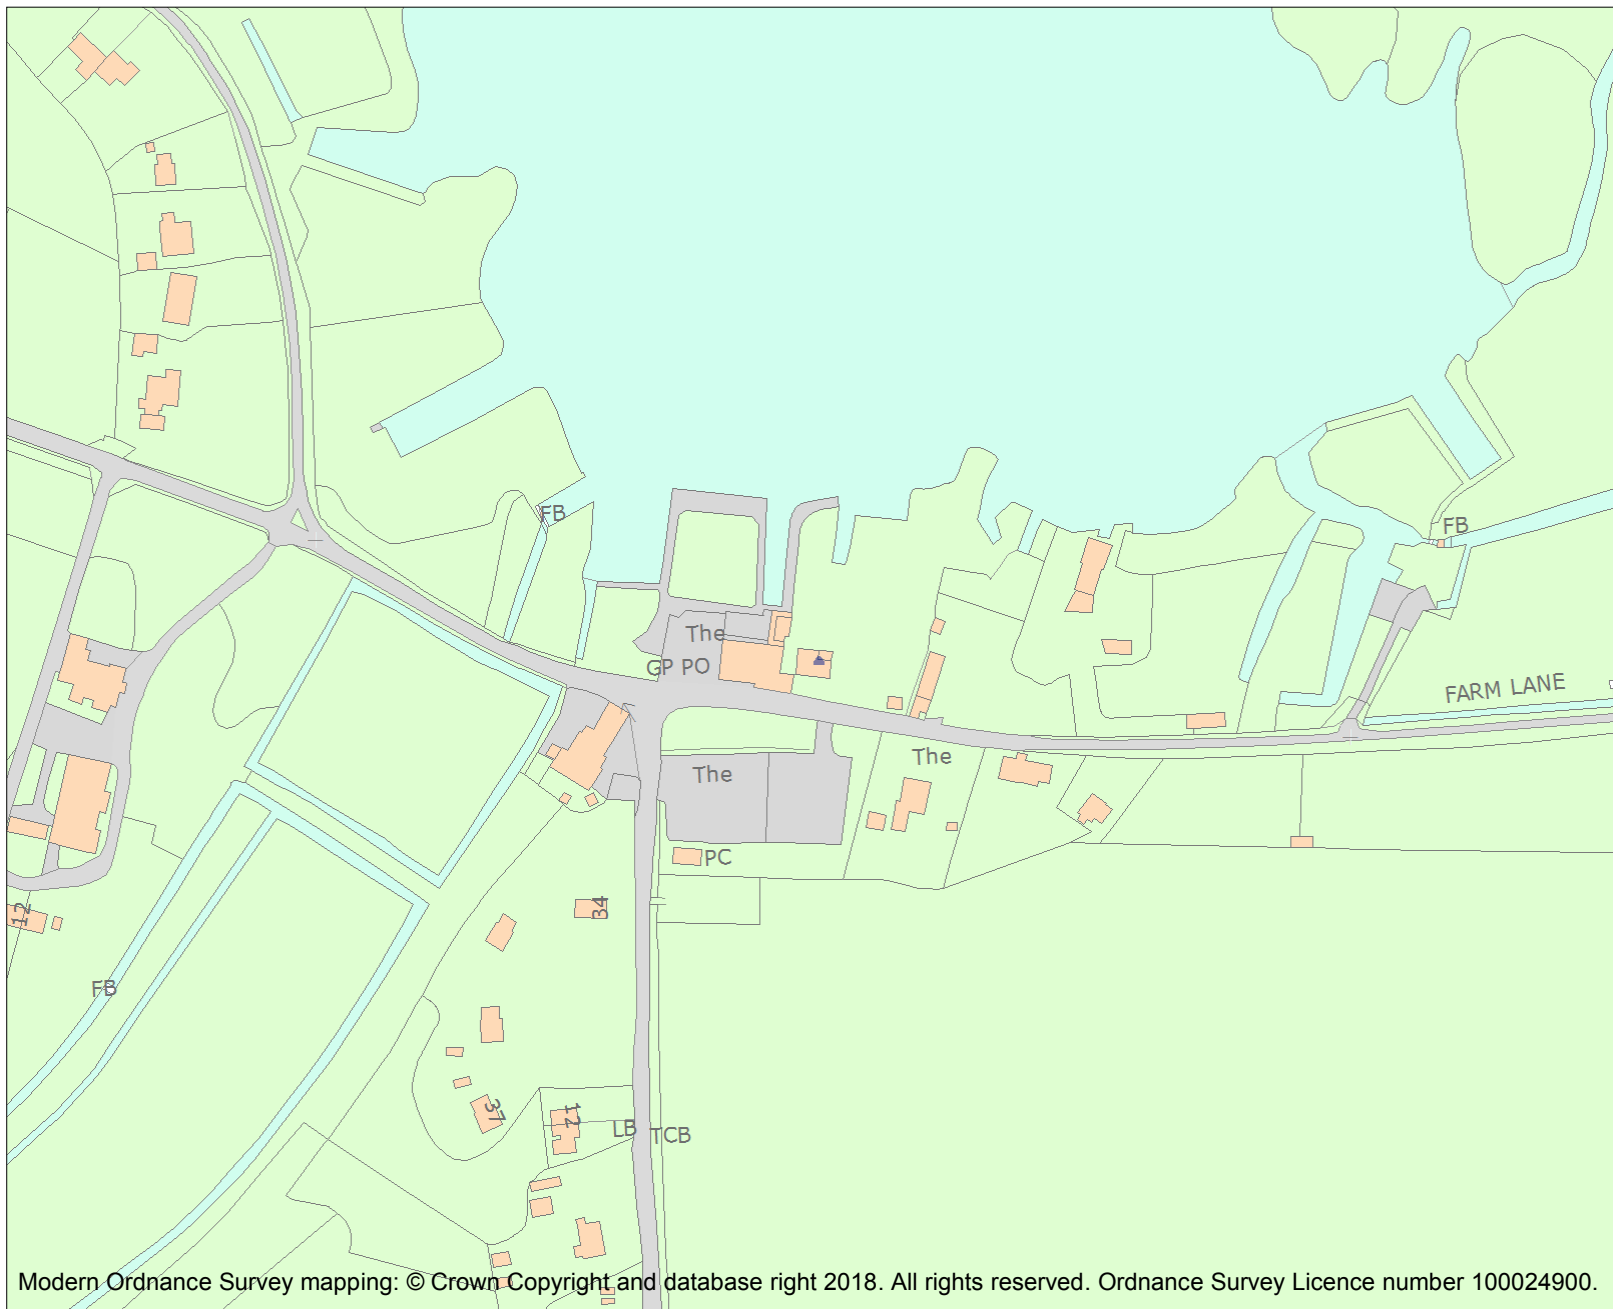 FB
FB
The
GP PO
FARM LANE
The
The
PC
34
12
FB
37
12
LB
TCB
Modern Ordnance Survey mapping: © Crown Copyright and database right 2018. All rights reserved. Ordnance Survey Licence number 100024900.